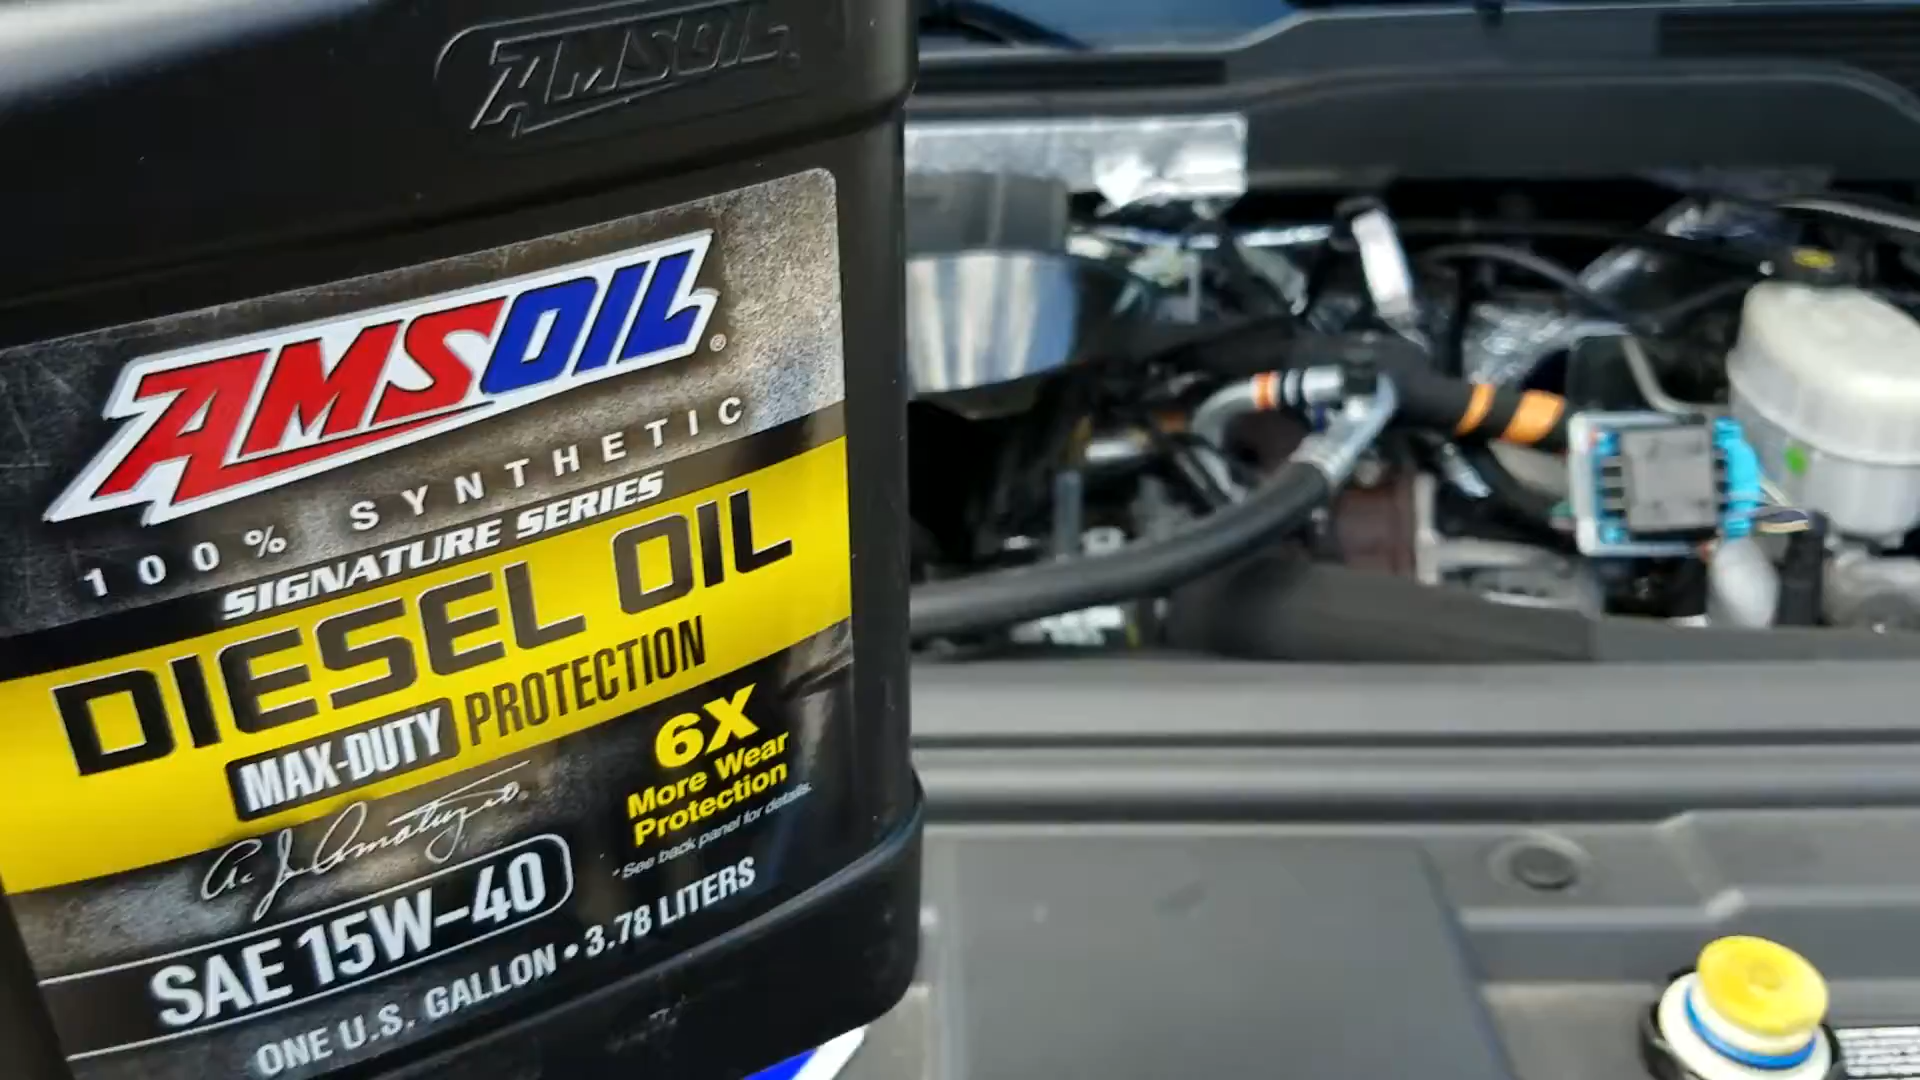 AMSOIL
AMSOIL®
100% SYNTHETIC
SIGNATURE SERIES
DIESEL OIL
MAX-DUTY PROTECTION
6X
More Wear
Protection
*See back panel for details.
A. J. Amatuzio
SAE 15W-40
ONE U.S. GALLON • 3.78 LITERS